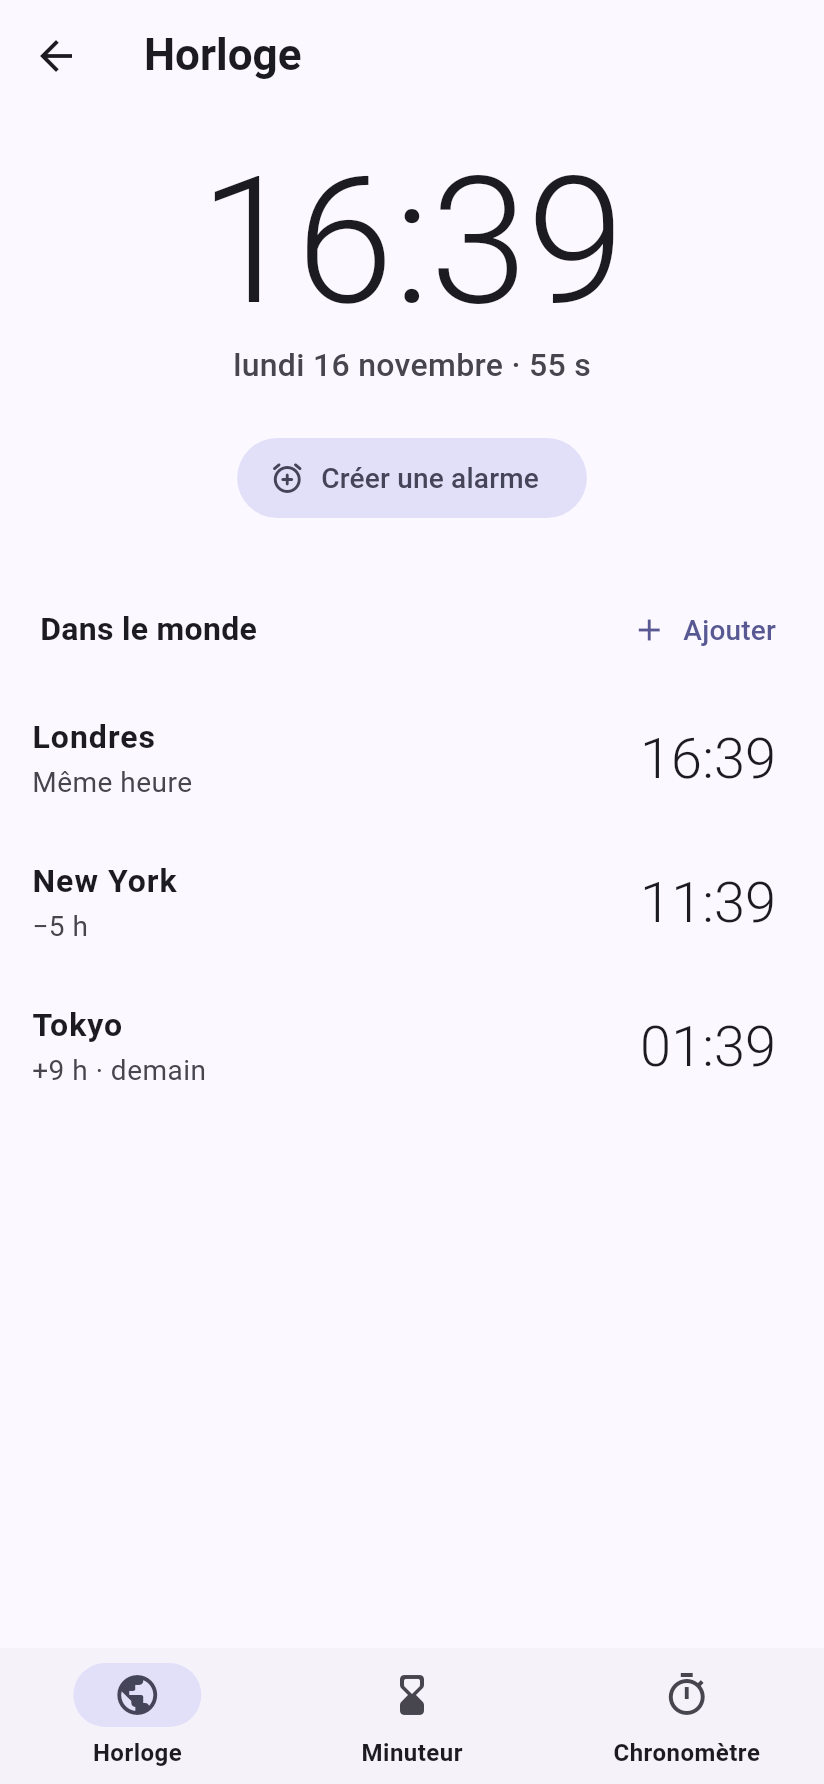 Horloge
16:39
lundi 16 novembre · 55 s
Créer une alarme
Dans le monde
Ajouter
Londres
Même heure
16:39
New York
−5 h
11:39
Tokyo
+9 h · demain
01:39
Horloge
Minuteur
Chronomètre